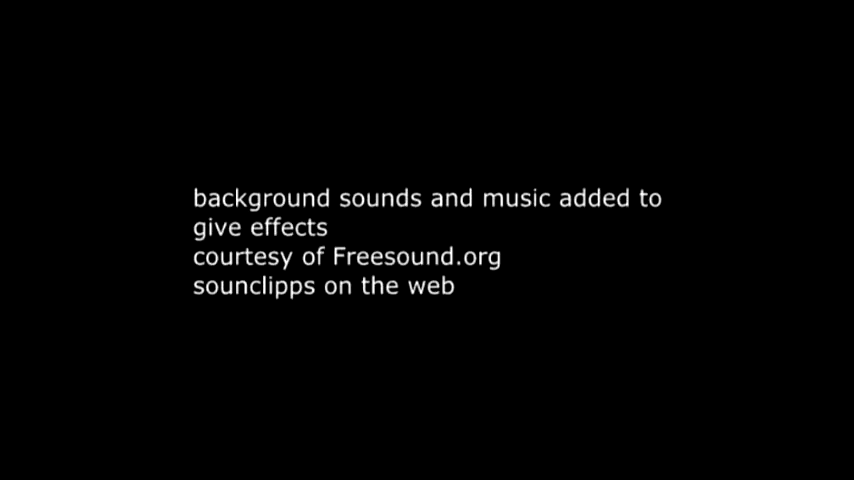 background sounds and music added to
give effects
courtesy of Freesound.org
sounclipps on the web